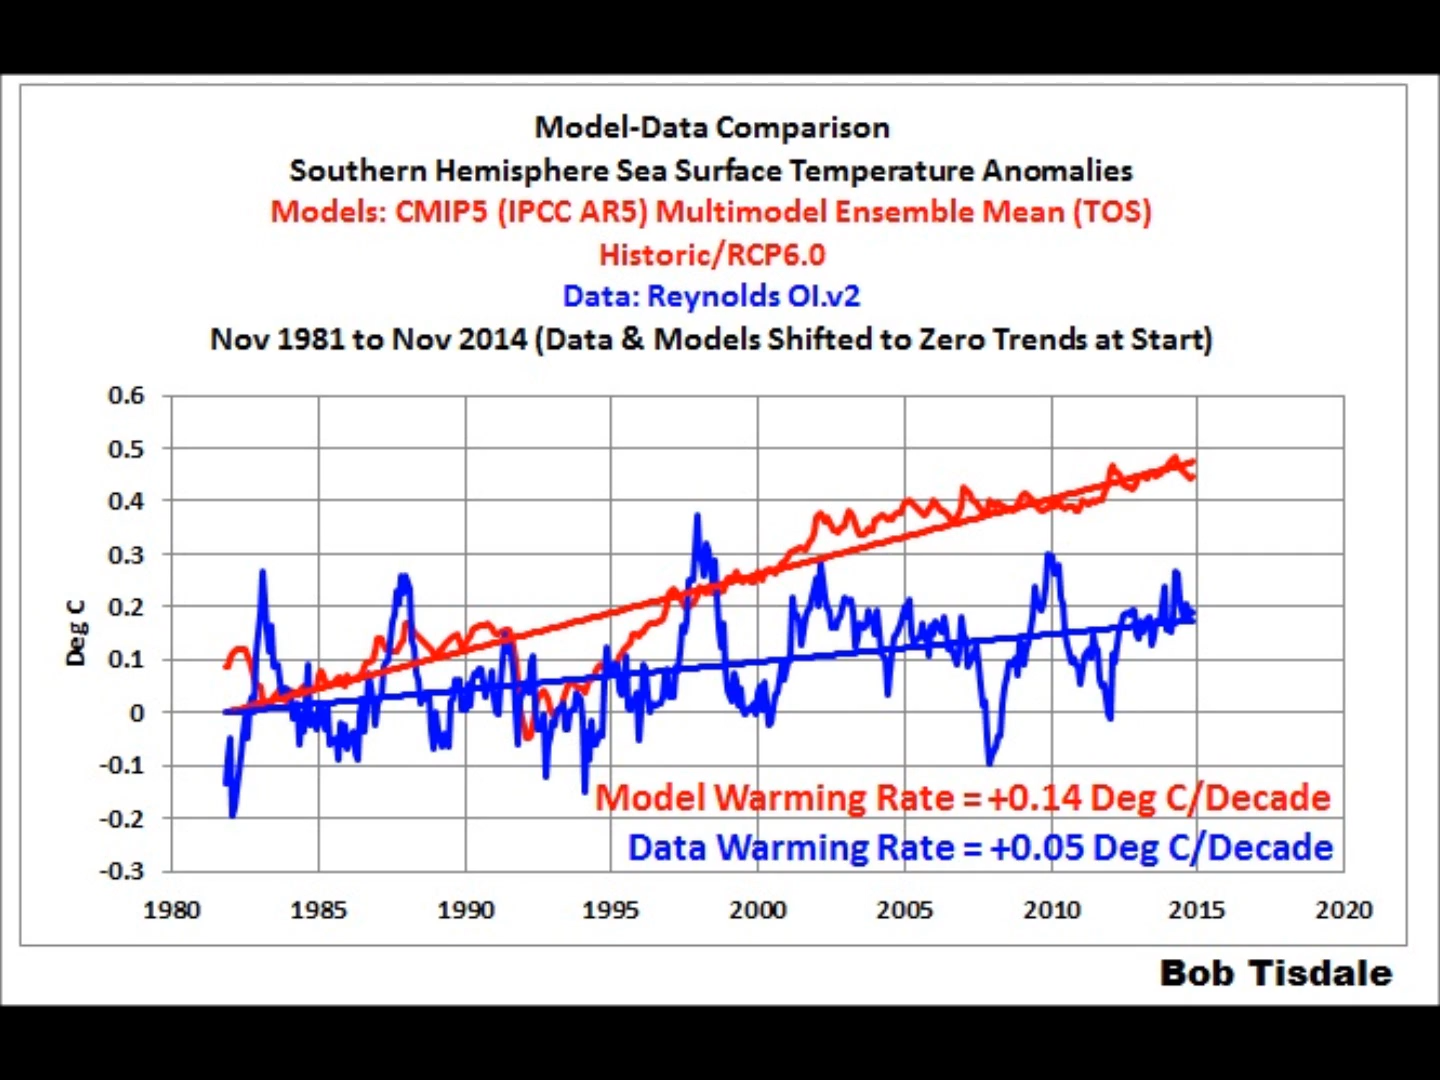 Model-Data Comparison
Southern Hemisphere Sea Surface Temperature Anomalies
Models: CMIP5 (IPCC AR5) Multimodel Ensemble Mean (TOS)
Historic/RCP6.0
Data: Reynolds OI.v2
Nov 1981 to Nov 2014 (Data & Models Shifted to Zero Trends at Start)
Deg C
0.6
0.5
0.4
0.3
0.2
0.1
0
-0.1
-0.2
-0.3
Model Warming Rate = +0.14 Deg C/Decade
Data Warming Rate = +0.05 Deg C/Decade
1980 1985 1990 1995 2000 2005 2010 2015 2020
Bob Tisdale